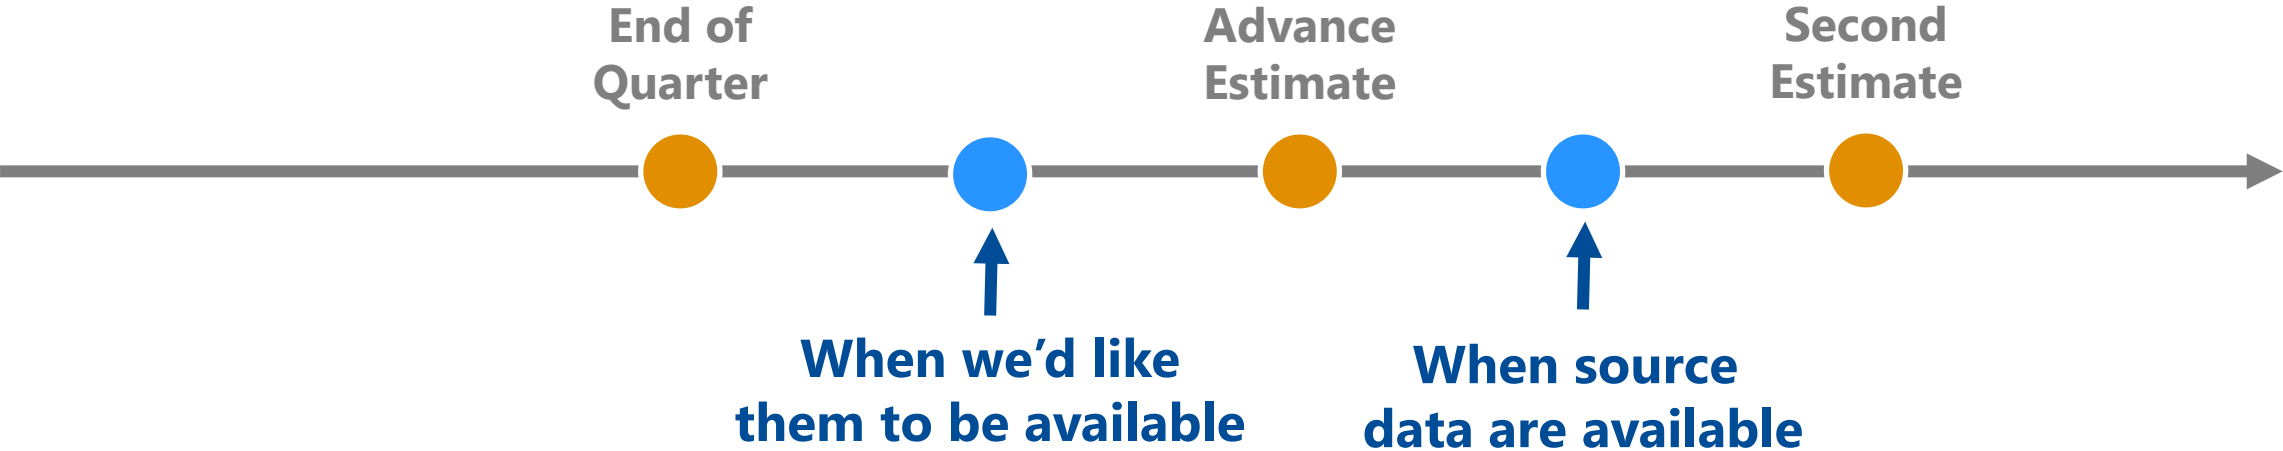 End of
Quarter
Advance
Estimate
Second
Estimate
When we’d like
them to be available
When source
data are available